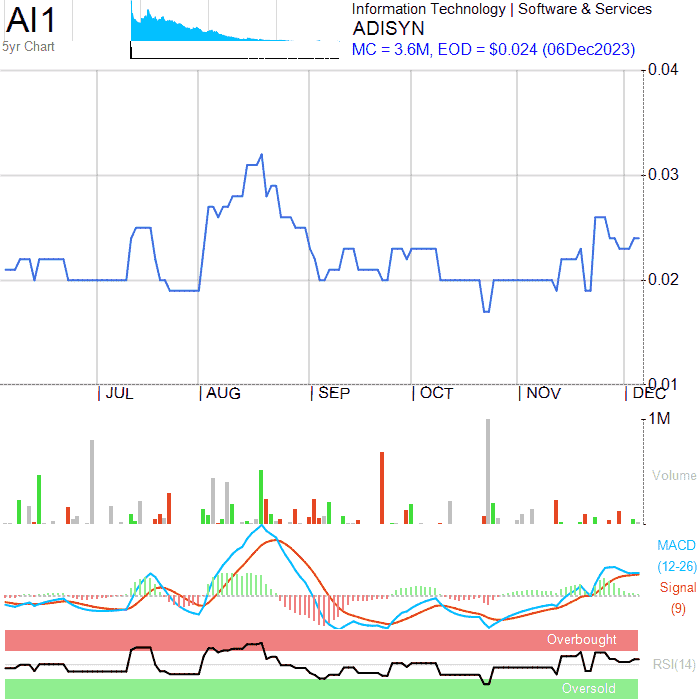 AI1
5yr Chart
Information Technology | Software & Services
ADISYN
MC = 3.6M, EOD = $0.024 (06Dec2023)
0.04
0.03
0.02
0.01
JUL
AUG
SEP
OCT
NOV
DEC
1M
Volume
MACD
(12-26)
Signal
(9)
Overbought
RSI(14)
Oversold